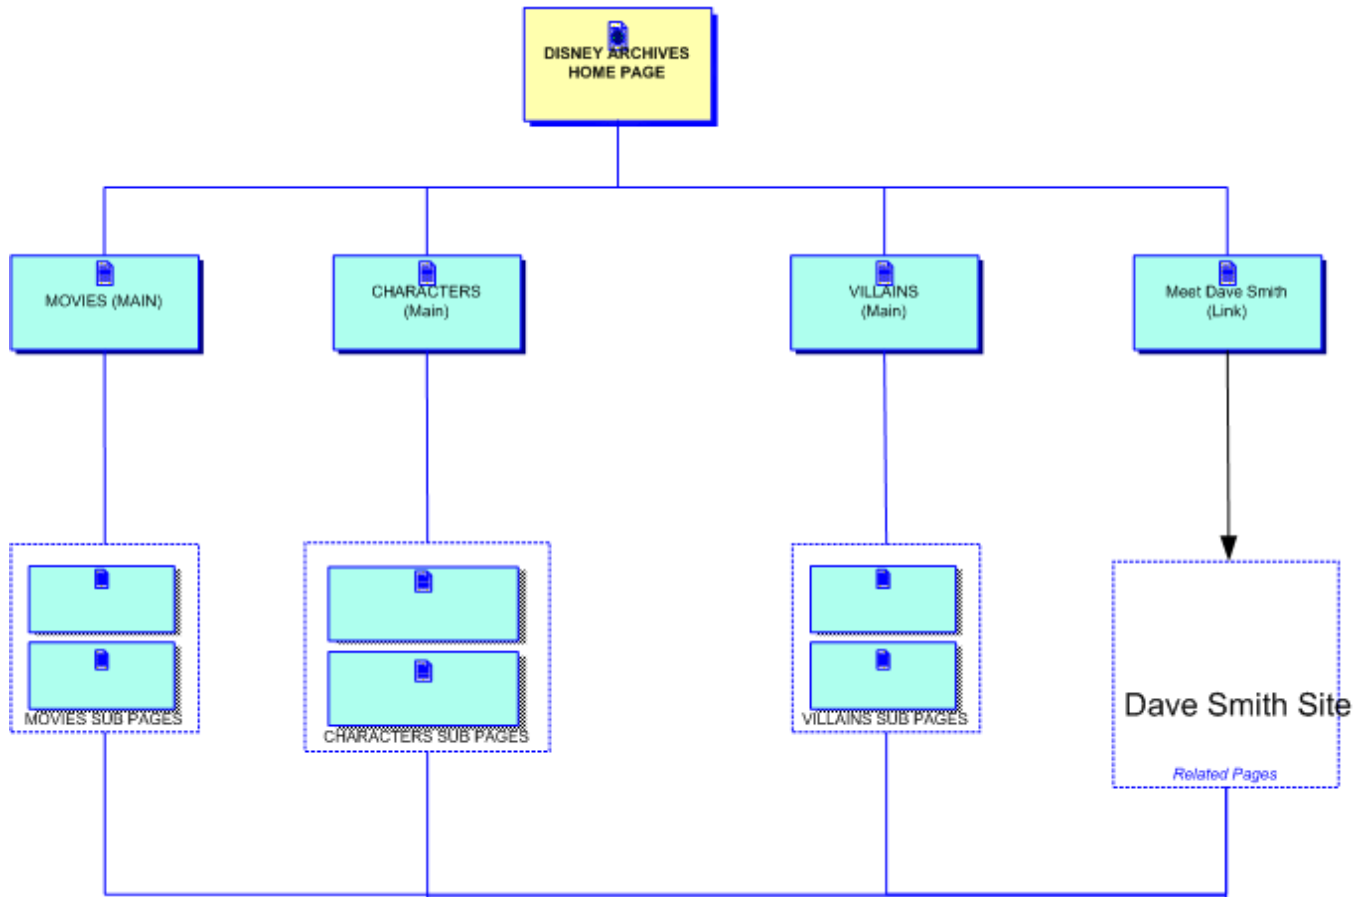 DISNEY ARCHIVES
HOME PAGE
MOVIES (MAIN)
CHARACTERS
(Main)
VILLAINS
(Main)
Meet Dave Smith
(Link)
MOVIES SUB PAGES
CHARACTERS SUB PAGES
VILLAINS SUB PAGES
Dave Smith Site
Related Pages